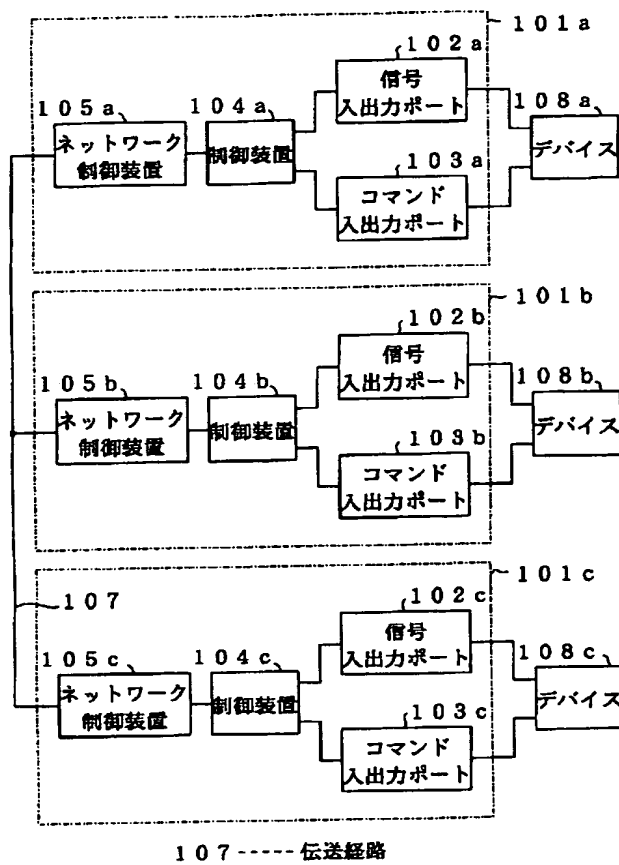 101a
102a
信号
入出力ポート
105a
104a
108a
ネットワーク
制御装置
制御装置
デバイス
103a
コマンド
入出力ポート
101b
102b
信号
入出力ポート
105b
104b
108b
ネットワーク
制御装置
制御装置
デバイス
103b
コマンド
入出力ポート
101c
107
102c
信号
入出力ポート
105c
104c
108c
ネットワーク
制御装置
制御装置
デバイス
103c
コマンド
入出力ポート
107-----伝送経路